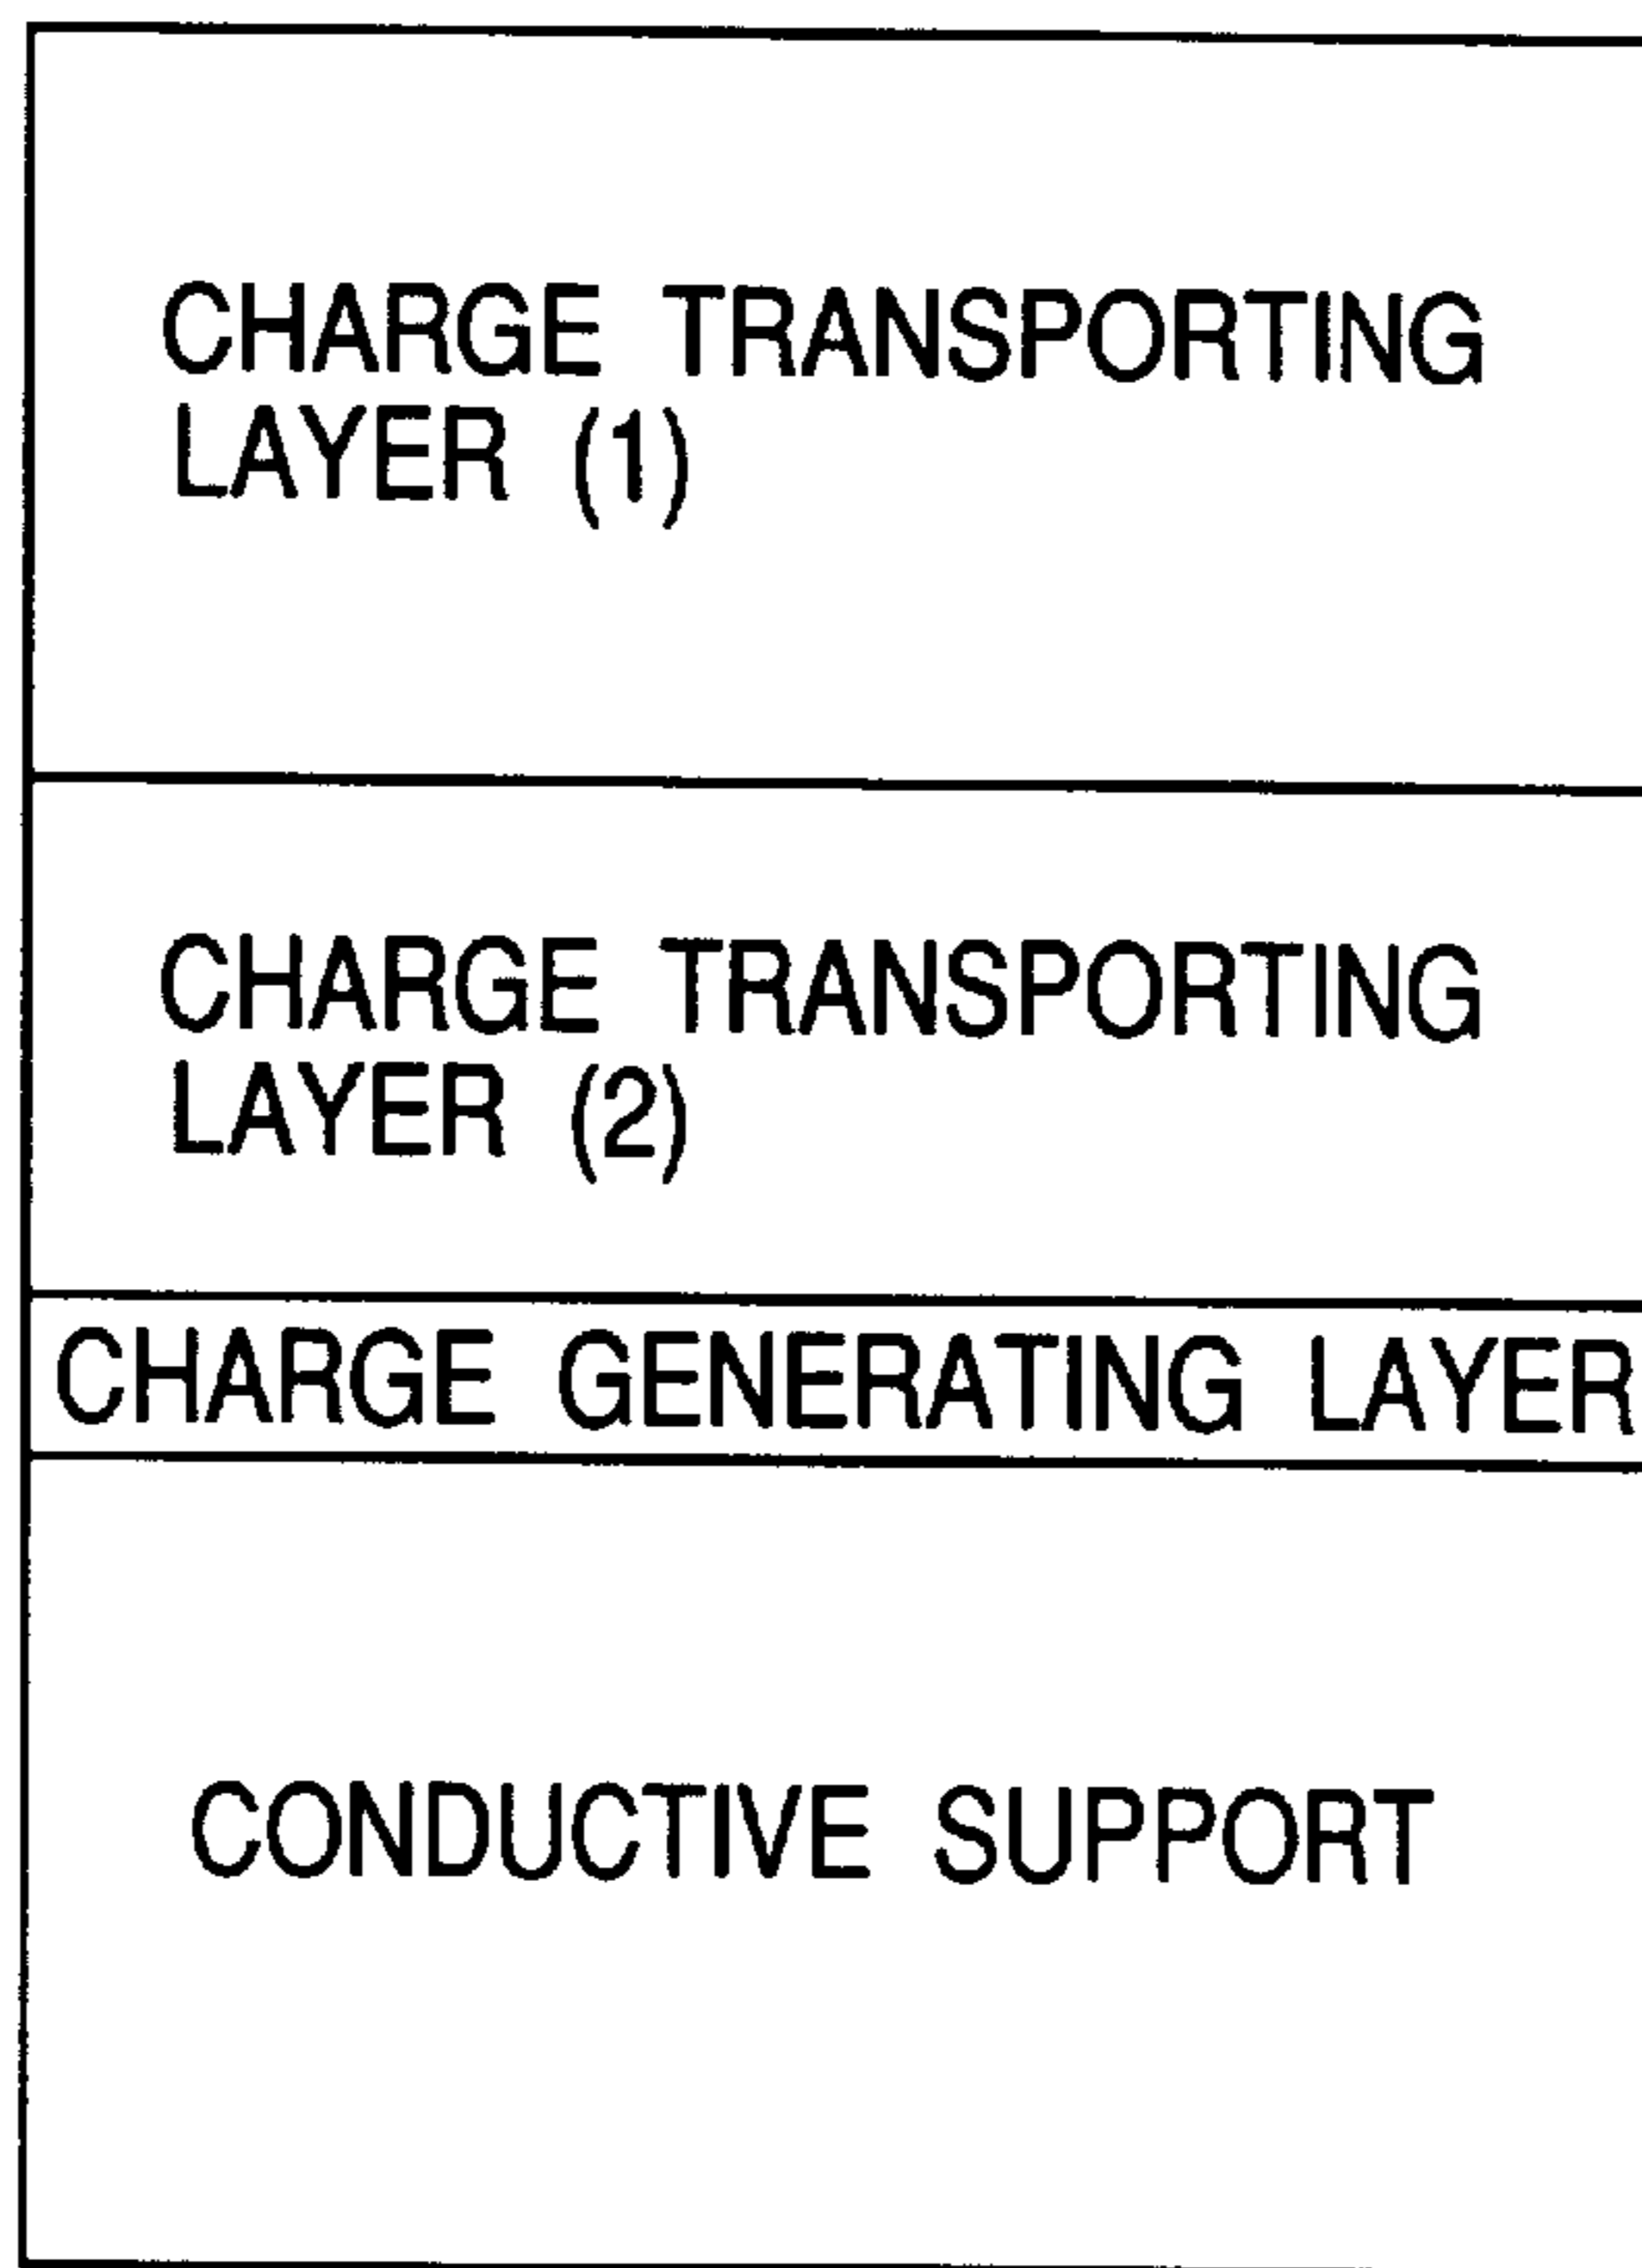 CHARGE TRANSPORTING
LAYER (1)
CHARGE TRANSPORTING
LAYER (2)
CHARGE GENERATING LAYER
CONDUCTIVE SUPPORT